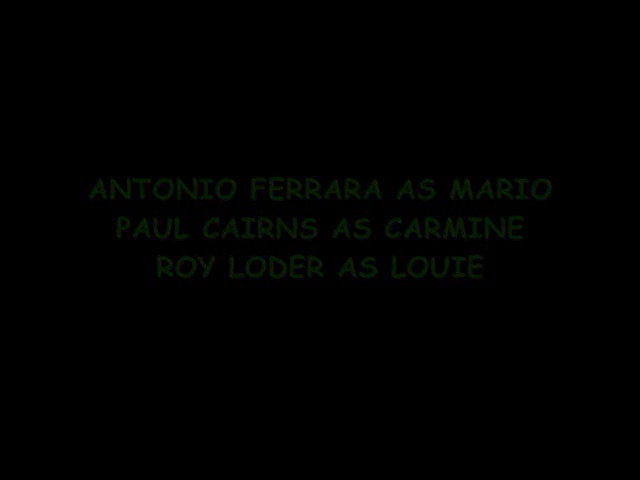 ANTONIO FERRARA AS MARIO
PAUL CAIRNS AS CARMINE
ROY LODER AS LOUIE